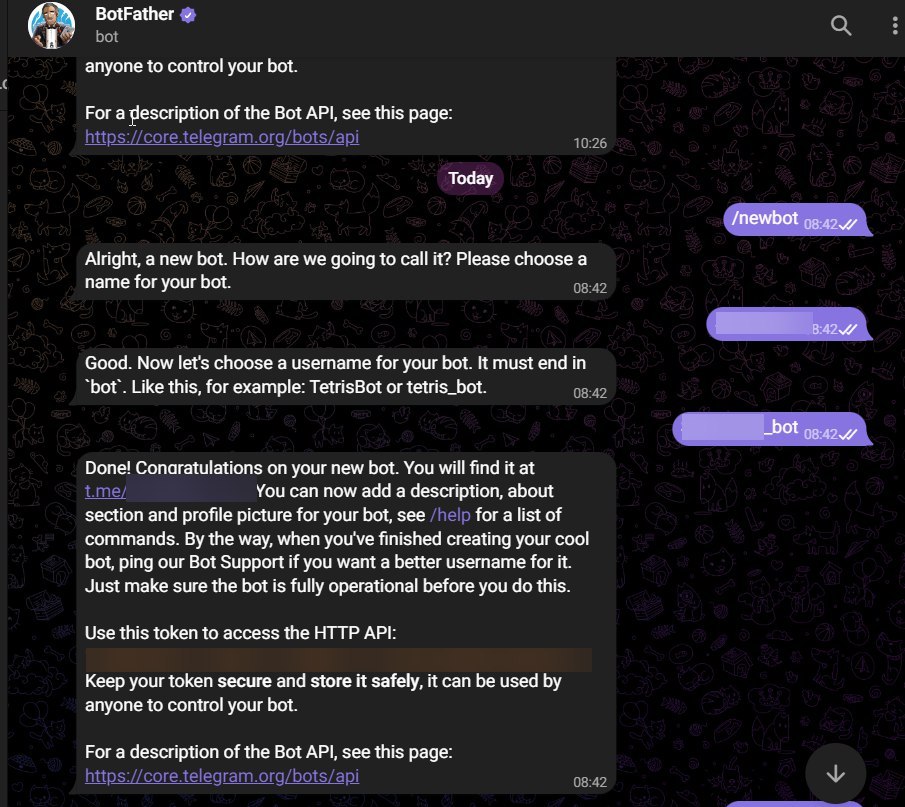 BotFather
bot
anyone to control your bot.
For a description of the Bot API, see this page:
https://core.telegram.org/bots/api
10:26
Today
/newbot 08:42
Alright, a new bot. How are we going to call it? Please choose a
name for your bot.
08:42
8:42
Good. Now let's choose a username for your bot. It must end in
`bot`. Like this, for example: TetrisBot or tetris_bot.
08:42
_bot 08:42
Done! Congratulations on your new bot. You will find it at
t.me/ You can now add a description, about
section and profile picture for your bot, see /help for a list of
commands. By the way, when you've finished creating your cool
bot, ping our Bot Support if you want a better username for it.
Just make sure the bot is fully operational before you do this.
Use this token to access the HTTP API:
Keep your token secure and store it safely, it can be used by
anyone to control your bot.
For a description of the Bot API, see this page:
https://core.telegram.org/bots/api
08:42